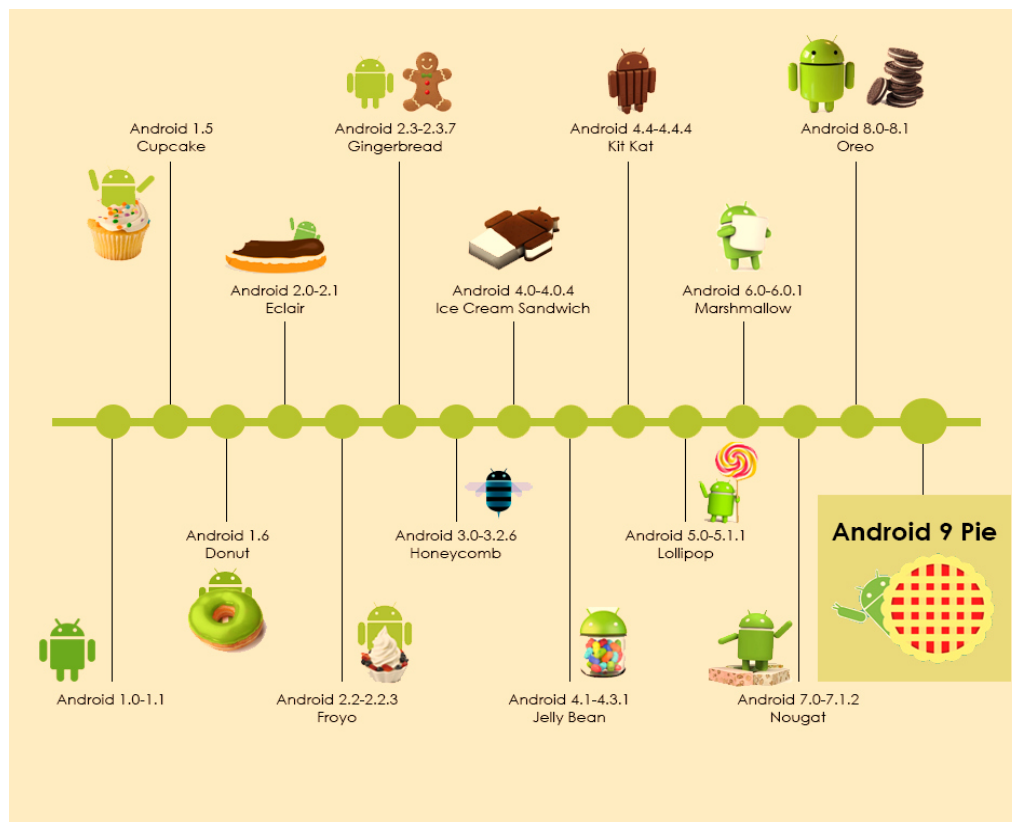 Android 1.5
Cupcake
Android 2.3-2.3.7
Gingerbread
Android 4.4-4.4.4
Kit Kat
Android 8.0-8.1
Oreo
Android 2.0-2.1
Eclair
Android 4.0-4.0.4
Ice Cream Sandwich
Android 6.0-6.0.1
Marshmallow
Android 1.6
Donut
Android 3.0-3.2.6
Honeycomb
Android 5.0-5.1.1
Lollipop
Android 9 Pie
Android 1.0-1.1
Android 2.2-2.2.3
Froyo
Android 4.1-4.3.1
Jelly Bean
Android 7.0-7.1.2
Nougat